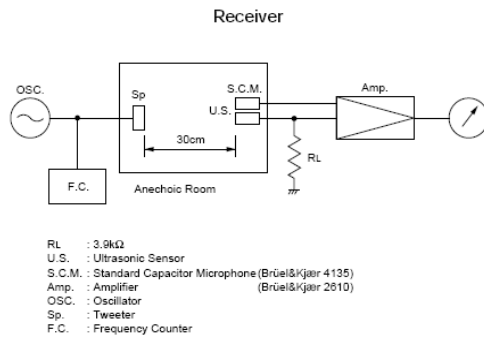 Receiver
OSC.
Sp
S.C.M.
U.S.
Amp.
30cm
RL
F.C.
Anechoic Room
RL : 3.9kΩ
U.S. : Ultrasonic Sensor
S.C.M. : Standard Capacitor Microphone (Brüel&Kjær 4135)
Amp. : Amplifier (Brüel&Kjær 2610)
OSC. : Oscillator
Sp. : Tweeter
F.C. : Frequency Counter